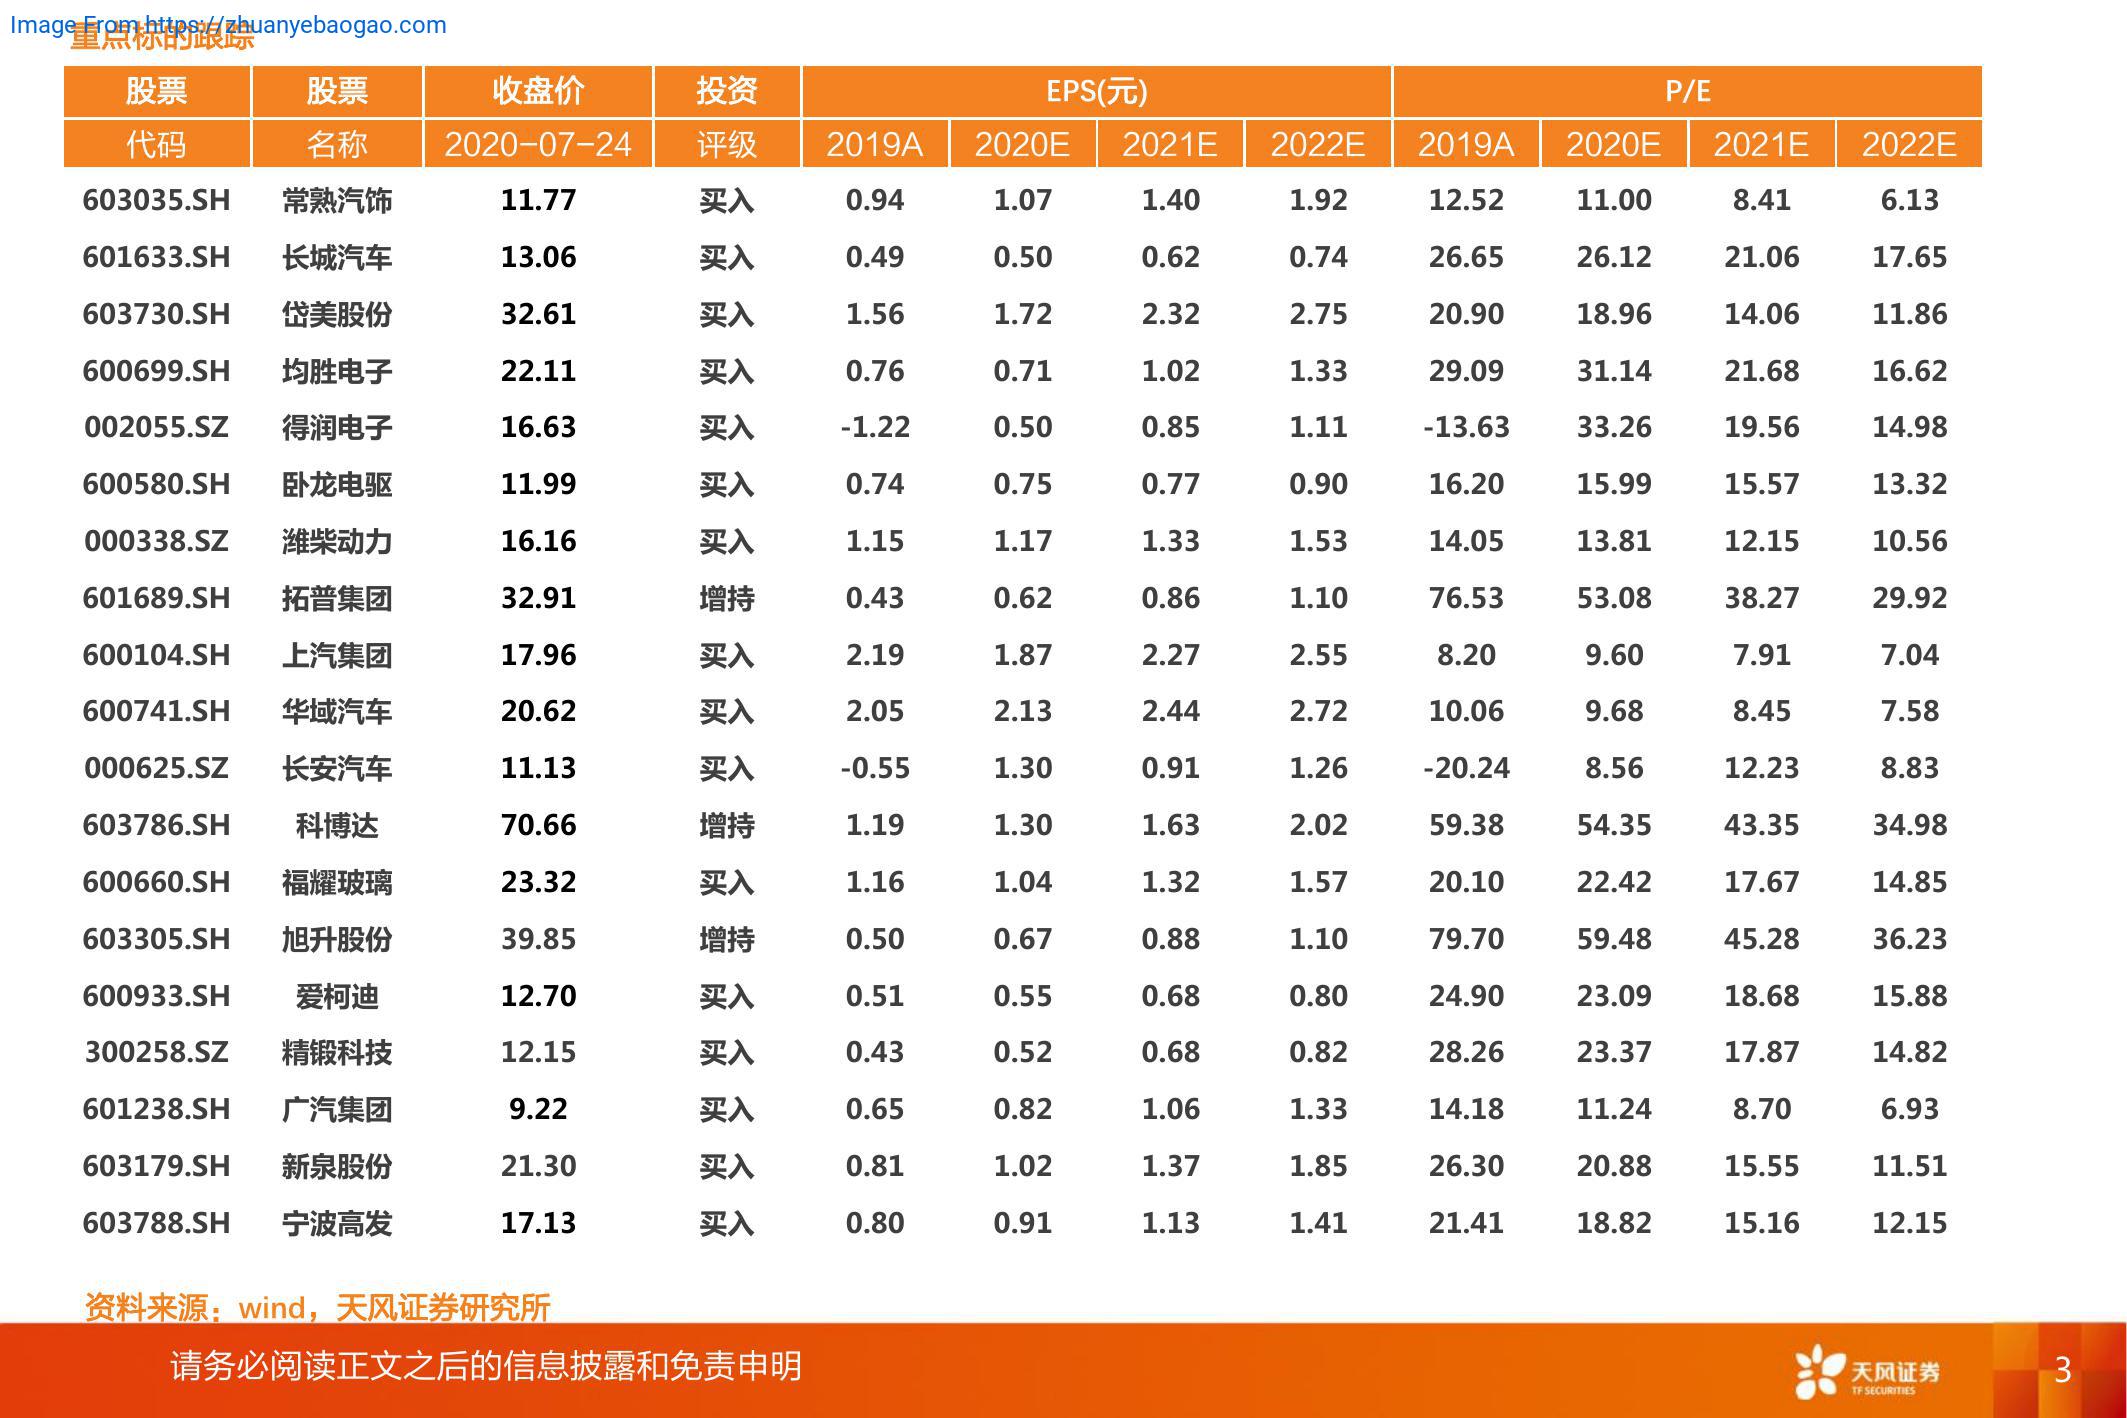 Image From https://zhuanyebaogao.com
重点标的跟踪
股票 股票 收盘价 投资 EPS(元) P/E
代码 名称 2020-07-24 评级 2019A 2020E 2021E 2022E 2019A 2020E 2021E 2022E
603035.SH 常熟汽饰 11.77 买入 0.94 1.07 1.40 1.92 12.52 11.00 8.41 6.13
601633.SH 长城汽车 13.06 买入 0.49 0.50 0.62 0.74 26.65 26.12 21.06 17.65
603730.SH 岱美股份 32.61 买入 1.56 1.72 2.32 2.75 20.90 18.96 14.06 11.86
600699.SH 均胜电子 22.11 买入 0.76 0.71 1.02 1.33 29.09 31.14 21.68 16.62
002055.SZ 得润电子 16.63 买入 -1.22 0.50 0.85 1.11 -13.63 33.26 19.56 14.98
600580.SH 卧龙电驱 11.99 买入 0.74 0.75 0.77 0.90 16.20 15.99 15.57 13.32
000338.SZ 潍柴动力 16.16 买入 1.15 1.17 1.33 1.53 14.05 13.81 12.15 10.56
601689.SH 拓普集团 32.91 增持 0.43 0.62 0.86 1.10 76.53 53.08 38.27 29.92
600104.SH 上汽集团 17.96 买入 2.19 1.87 2.27 2.55 8.20 9.60 7.91 7.04
600741.SH 华域汽车 20.62 买入 2.05 2.13 2.44 2.72 10.06 9.68 8.45 7.58
000625.SZ 长安汽车 11.13 买入 -0.55 1.30 0.91 1.26 -20.24 8.56 12.23 8.83
603786.SH 科博达 70.66 增持 1.19 1.30 1.63 2.02 59.38 54.35 43.35 34.98
600660.SH 福耀玻璃 23.32 买入 1.16 1.04 1.32 1.57 20.10 22.42 17.67 14.85
603305.SH 旭升股份 39.85 增持 0.50 0.67 0.88 1.10 79.70 59.48 45.28 36.23
600933.SH 爱柯迪 12.70 买入 0.51 0.55 0.68 0.80 24.90 23.09 18.68 15.88
300258.SZ 精锻科技 12.15 买入 0.43 0.52 0.68 0.82 28.26 23.37 17.87 14.82
601238.SH 广汽集团 9.22 买入 0.65 0.82 1.06 1.33 14.18 11.24 8.70 6.93
603179.SH 新泉股份 21.30 买入 0.81 1.02 1.37 1.85 26.30 20.88 15.55 11.51
603788.SH 宁波高发 17.13 买入 0.80 0.91 1.13 1.41 21.41 18.82 15.16 12.15
资料来源：wind，天风证券研究所
请务必阅读正文之后的信息披露和免责申明
天风证券
TF SECURITIES
3